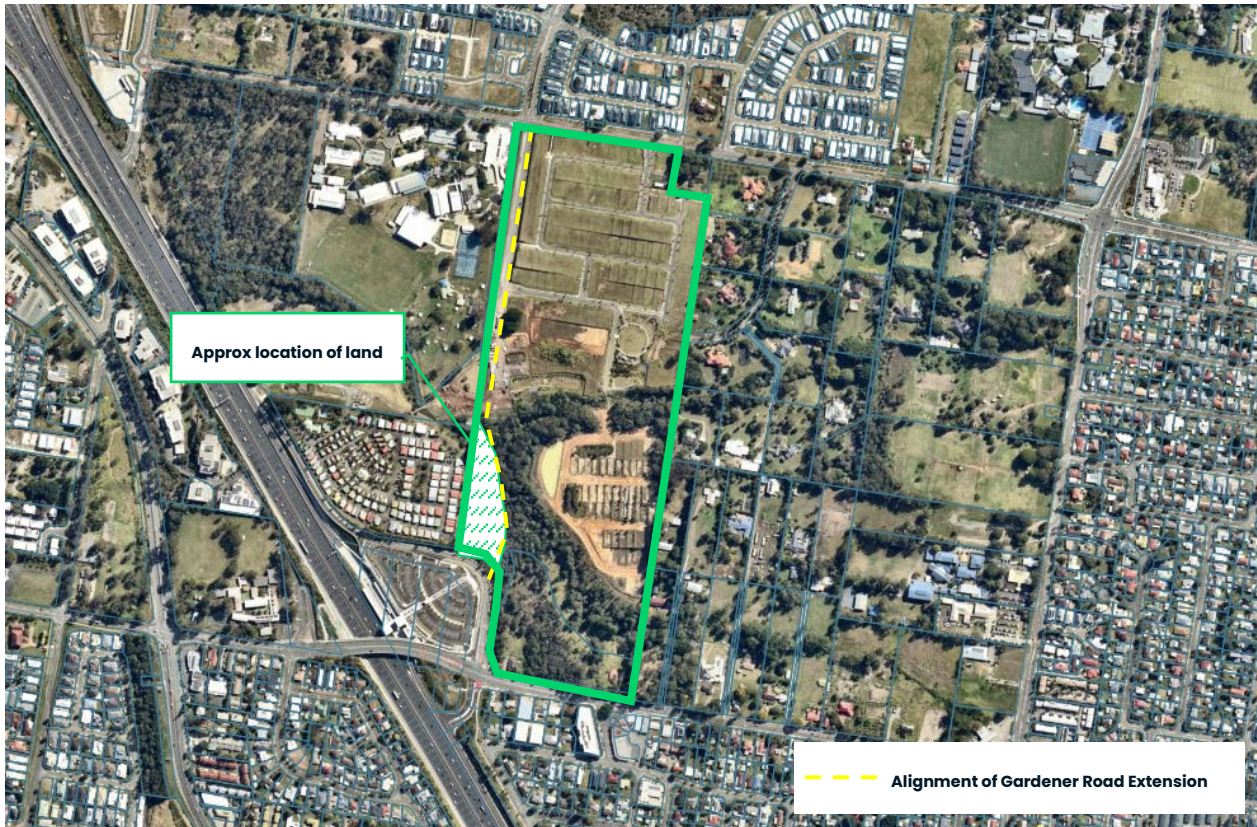 Approx location of land
Alignment of Gardener Road Extension